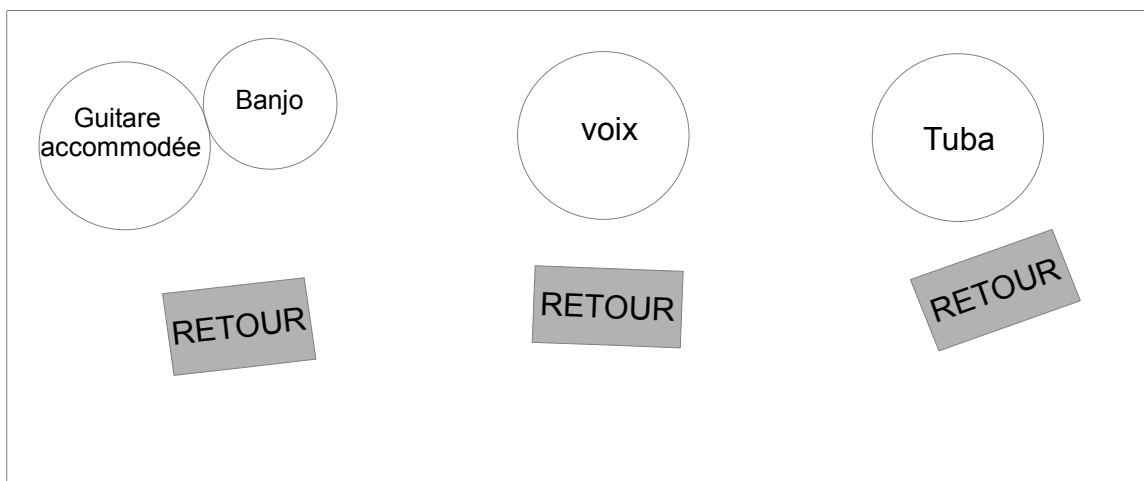 Guitare
accommodée
Banjo
voix
Tuba
RETOUR
RETOUR
RETOUR